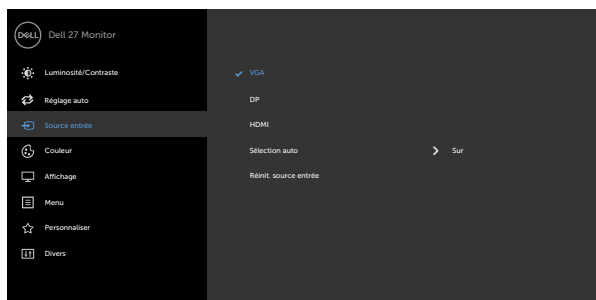 DELL
Dell 27 Monitor
Luminosité/Contraste
Réglage auto
Source entrée
Couleur
Affichage
Menu
Personnaliser
Divers
VGA
DP
HDMI
Sélection auto
Sur
Réinit. source entrée